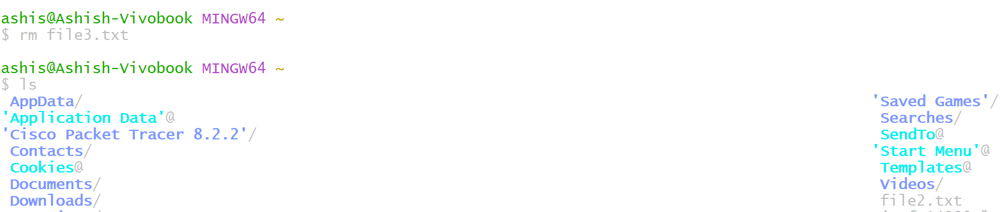 ashis@Ashish-Vivobook MINGW64 ~
$ rm file3.txt
ashis@Ashish-Vivobook MINGW64 ~
$ ls
AppData/ 'Saved Games'/
'Application Data'@ Searches/
'Cisco Packet Tracer 8.2.2'/ SendTo@
Contacts/ 'Start Menu'@
Cookies@ Templates@
Documents/ Videos/
Downloads/ file2.txt